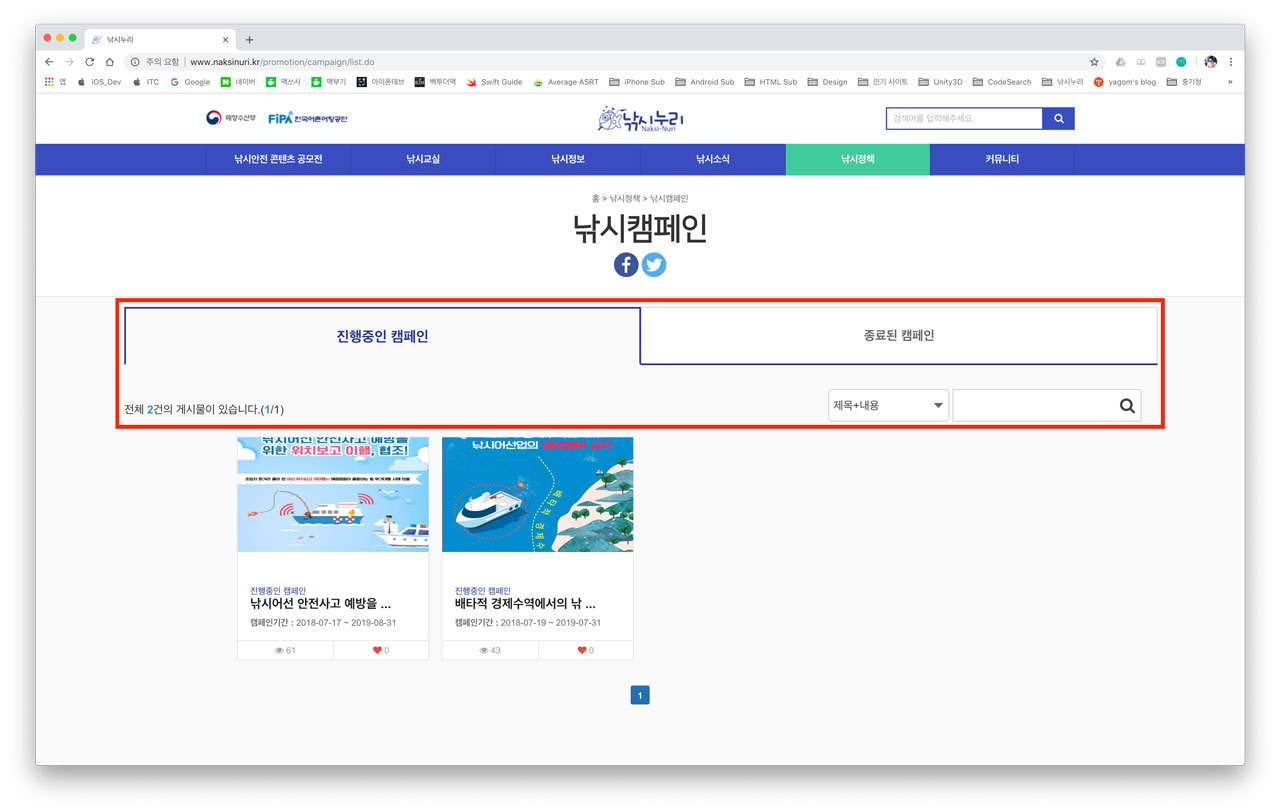 낚시누리
주의 요함 | www.naksinuri.kr/promotion/campaign/list.do
앱 iOS_Dev ITC Google 네이버 맥쓰사 맥부기 아이폰데브 백투더맥 Swift Guide Average ASRT iPhone Sub Android Sub HTML Sub Design 인기 사이트 Unity3D CodeSearch 낚시누리 yagom's blog 중기청 »
해양수산부 FiPA 한국어촌어항공단 낚시누리 Naksi-Nuri 검색어를 입력해주세요.
낚시안전 콘텐츠 공모전 낚시교실 낚시정보 낚시소식 낚시정책 커뮤니티
홈 > 낚시정책 > 낚시캠페인
낚시캠페인
진행중인 캠페인 종료된 캠페인
전체 2건의 게시물이 있습니다.(1/1) 제목+내용
낚시어선 안전사고 예방을
위한 위치보고 이행, 협조!
낚시어선업의
배타적 경제수
진행중인 캠페인
낚시어선 안전사고 예방을 ...
캠페인기간 : 2018-07-17 ~ 2019-08-31
61 0
진행중인 캠페인
배타적 경제수역에서의 낚 ...
캠페인기간 : 2018-07-19 ~ 2019-07-31
43 0
1